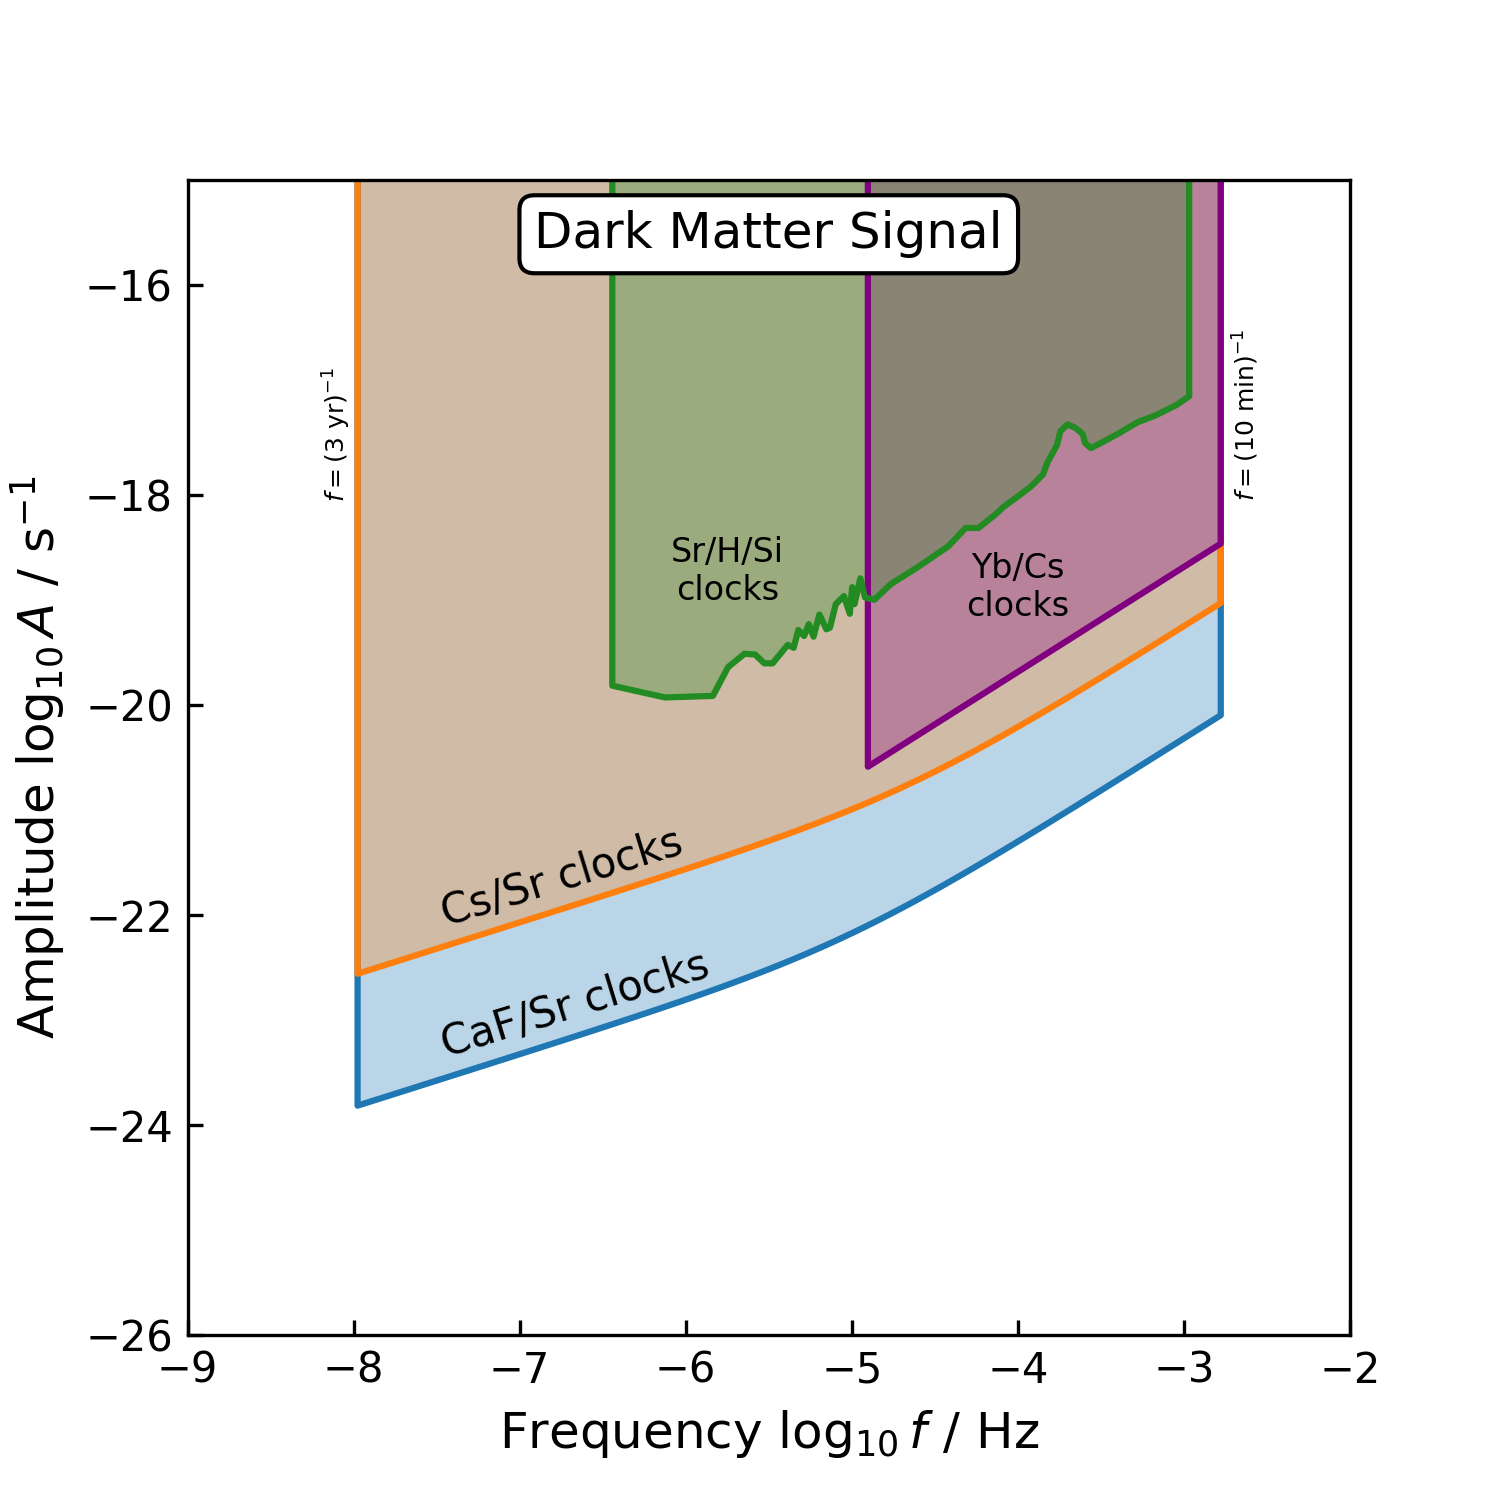 Dark Matter Signal
−16
−18
−20
−22
−24
−26
Amplitude log₁₀ A / s⁻¹
f = (3 yr)⁻¹
f = (10 min)⁻¹
Sr/H/Si
clocks
Yb/Cs
clocks
Cs/Sr clocks
CaF/Sr clocks
−9 −8 −7 −6 −5 −4 −3 −2
Frequency log₁₀ f / Hz